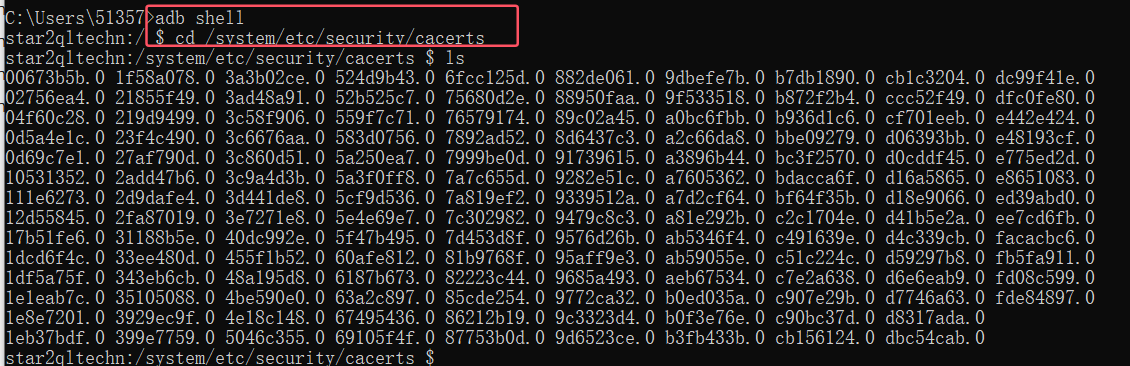 C:\Users\51357>adb shell
star2qltechn:/ $ cd /system/etc/security/cacerts
star2qltechn:/system/etc/security/cacerts $ ls
00673b5b.0 1f58a078.0 3a3b02ce.0 524d9b43.0 6fcc125d.0 882de061.0 9dbefe7b.0 b7db1890.0 cb1c3204.0 dc99f41e.0
02756ea4.0 21855f49.0 3ad48a91.0 52b525c7.0 75680d2e.0 88950faa.0 9f533518.0 b872f2b4.0 ccc52f49.0 dfc0fe80.0
04f60c28.0 219d9499.0 3c58f906.0 559f7c71.0 76579174.0 89c02a45.0 a0bc6fbb.0 b936d1c6.0 cf701eeb.0 e442e424.0
0d5a4e1c.0 23f4c490.0 3c6676aa.0 583d0756.0 7892ad52.0 8d6437c3.0 a2c66da8.0 bbe09279.0 d06393bb.0 e48193cf.0
0d69c7e1.0 27af790d.0 3c860d51.0 5a250ea7.0 7999be0d.0 91739615.0 a3896b44.0 bc3f2570.0 d0cddf45.0 e775ed2d.0
10531352.0 2add47b6.0 3c9a4d3b.0 5a3f0ff8.0 7a7c655d.0 9282e51c.0 a7605362.0 bdacca6f.0 d16a5865.0 e8651083.0
111e6273.0 2d9dafe4.0 3d441de8.0 5cf9d536.0 7a819ef2.0 9339512a.0 a7d2cf64.0 bf64f35b.0 d18e9066.0 ed39abd0.0
12d55845.0 2fa87019.0 3e7271e8.0 5e4e69e7.0 7c302982.0 9479c8c3.0 a81e292b.0 c2c1704e.0 d41b5e2a.0 ee7cd6fb.0
17b51fe6.0 31188b5e.0 40dc992e.0 5f47b495.0 7d453d8f.0 9576d26b.0 ab5346f4.0 c491639e.0 d4c339cb.0 facacbc6.0
1dcd6f4c.0 33ee480d.0 455f1b52.0 60afe812.0 81b9768f.0 95aff9e3.0 ab59055e.0 c51c224c.0 d59297b8.0 fb5fa911.0
1df5a75f.0 343eb6cb.0 48a195d8.0 6187b673.0 82223c44.0 9685a493.0 aeb67534.0 c7e2a638.0 d6e6eab9.0 fd08c599.0
1e1eab7c.0 35105088.0 4be590e0.0 63a2c897.0 85cde254.0 9772ca32.0 b0ed035a.0 c907e29b.0 d7746a63.0 fde84897.0
1e8e7201.0 3929ec9f.0 4e18c148.0 67495436.0 86212b19.0 9c3323d4.0 b0f3e76e.0 c90bc37d.0 d8317ada.0
1eb37bdf.0 399e7759.0 5046c355.0 69105f4f.0 87753b0d.0 9d6523ce.0 b3fb433b.0 cb156124.0 dbc54cab.0
star2qltechn:/system/etc/security/cacerts $